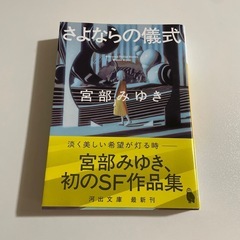 さよならの儀式
宮部みゆき
淡く美しい希望が灯る時――
宮部みゆき、
初のSF作品集
河出文庫 最新刊